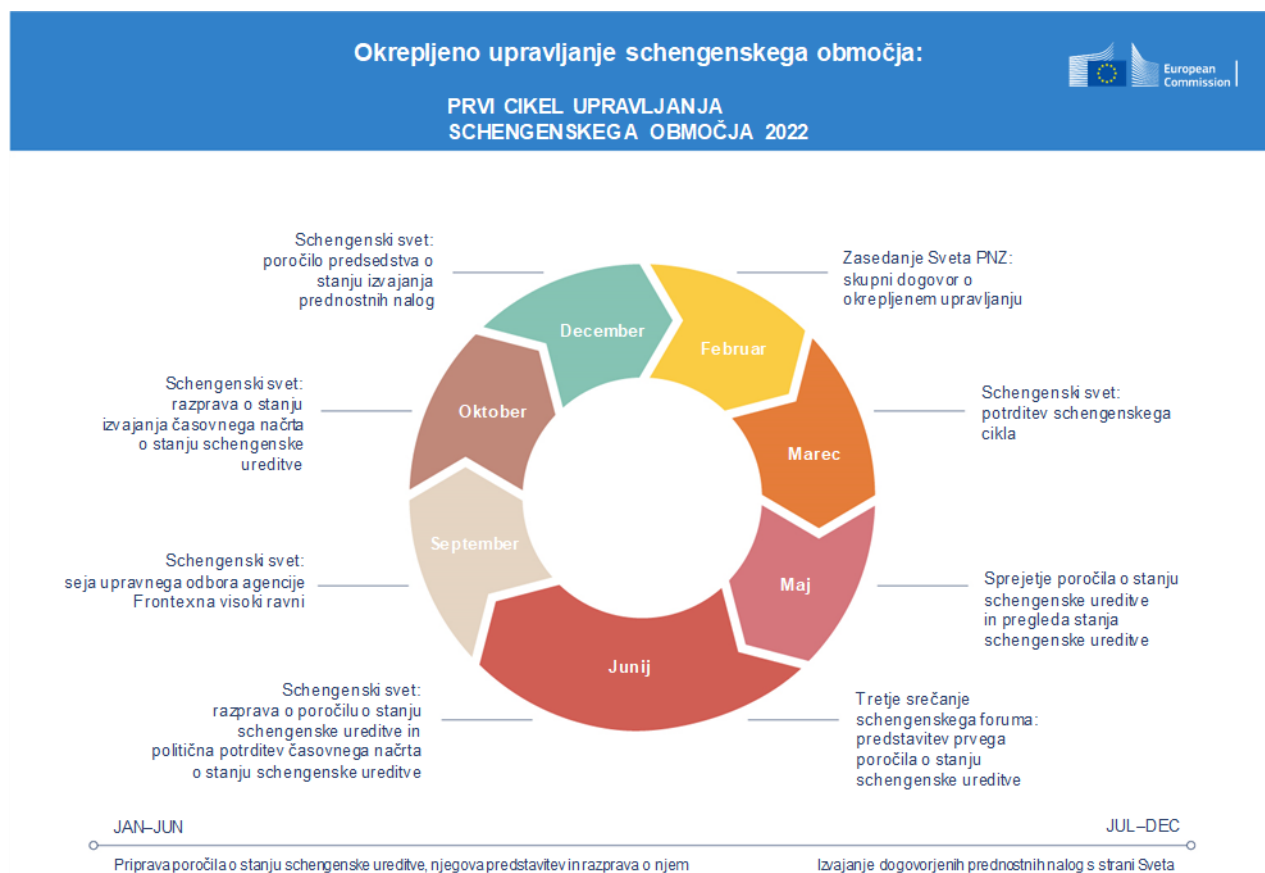 Okrepljeno upravljanje schengenskega območja:
PRVI CIKEL UPRAVLJANJA
SCHENGENSKEGA OBMOČJA 2022
European
Commission
Schengenski svet:
poročilo predsedstva o
stanju izvajanja
prednostnih nalog
Zasedanje Sveta PNZ:
skupni dogovor o
okrepljenem upravljanju
December
Februar
Schengenski svet:
razprava o stanju
izvajanja časovnega načrta
o stanju schengenske
ureditve
Oktober
Marec
Schengenski svet:
potrditev schengenskega
cikla
September
Maj
Schengenski svet:
seja upravnega odbora agencije
Frontexna visoki ravni
Sprejetje poročila o stanju
schengenske ureditve
in pregleda stanja
schengenske ureditve
Junij
Schengenski svet:
razprava o poročilu o stanju
schengenske ureditve in
politična potrditev časovnega načrta
o stanju schengenske ureditve
Tretje srečanje
schengenskega foruma:
predstavitev prvega
poročila o stanju
schengenske ureditve
JAN–JUN
JUL–DEC
Priprava poročila o stanju schengenske ureditve, njegova predstavitev in razprava o njem
Izvajanje dogovorjenih prednostnih nalog s strani Sveta